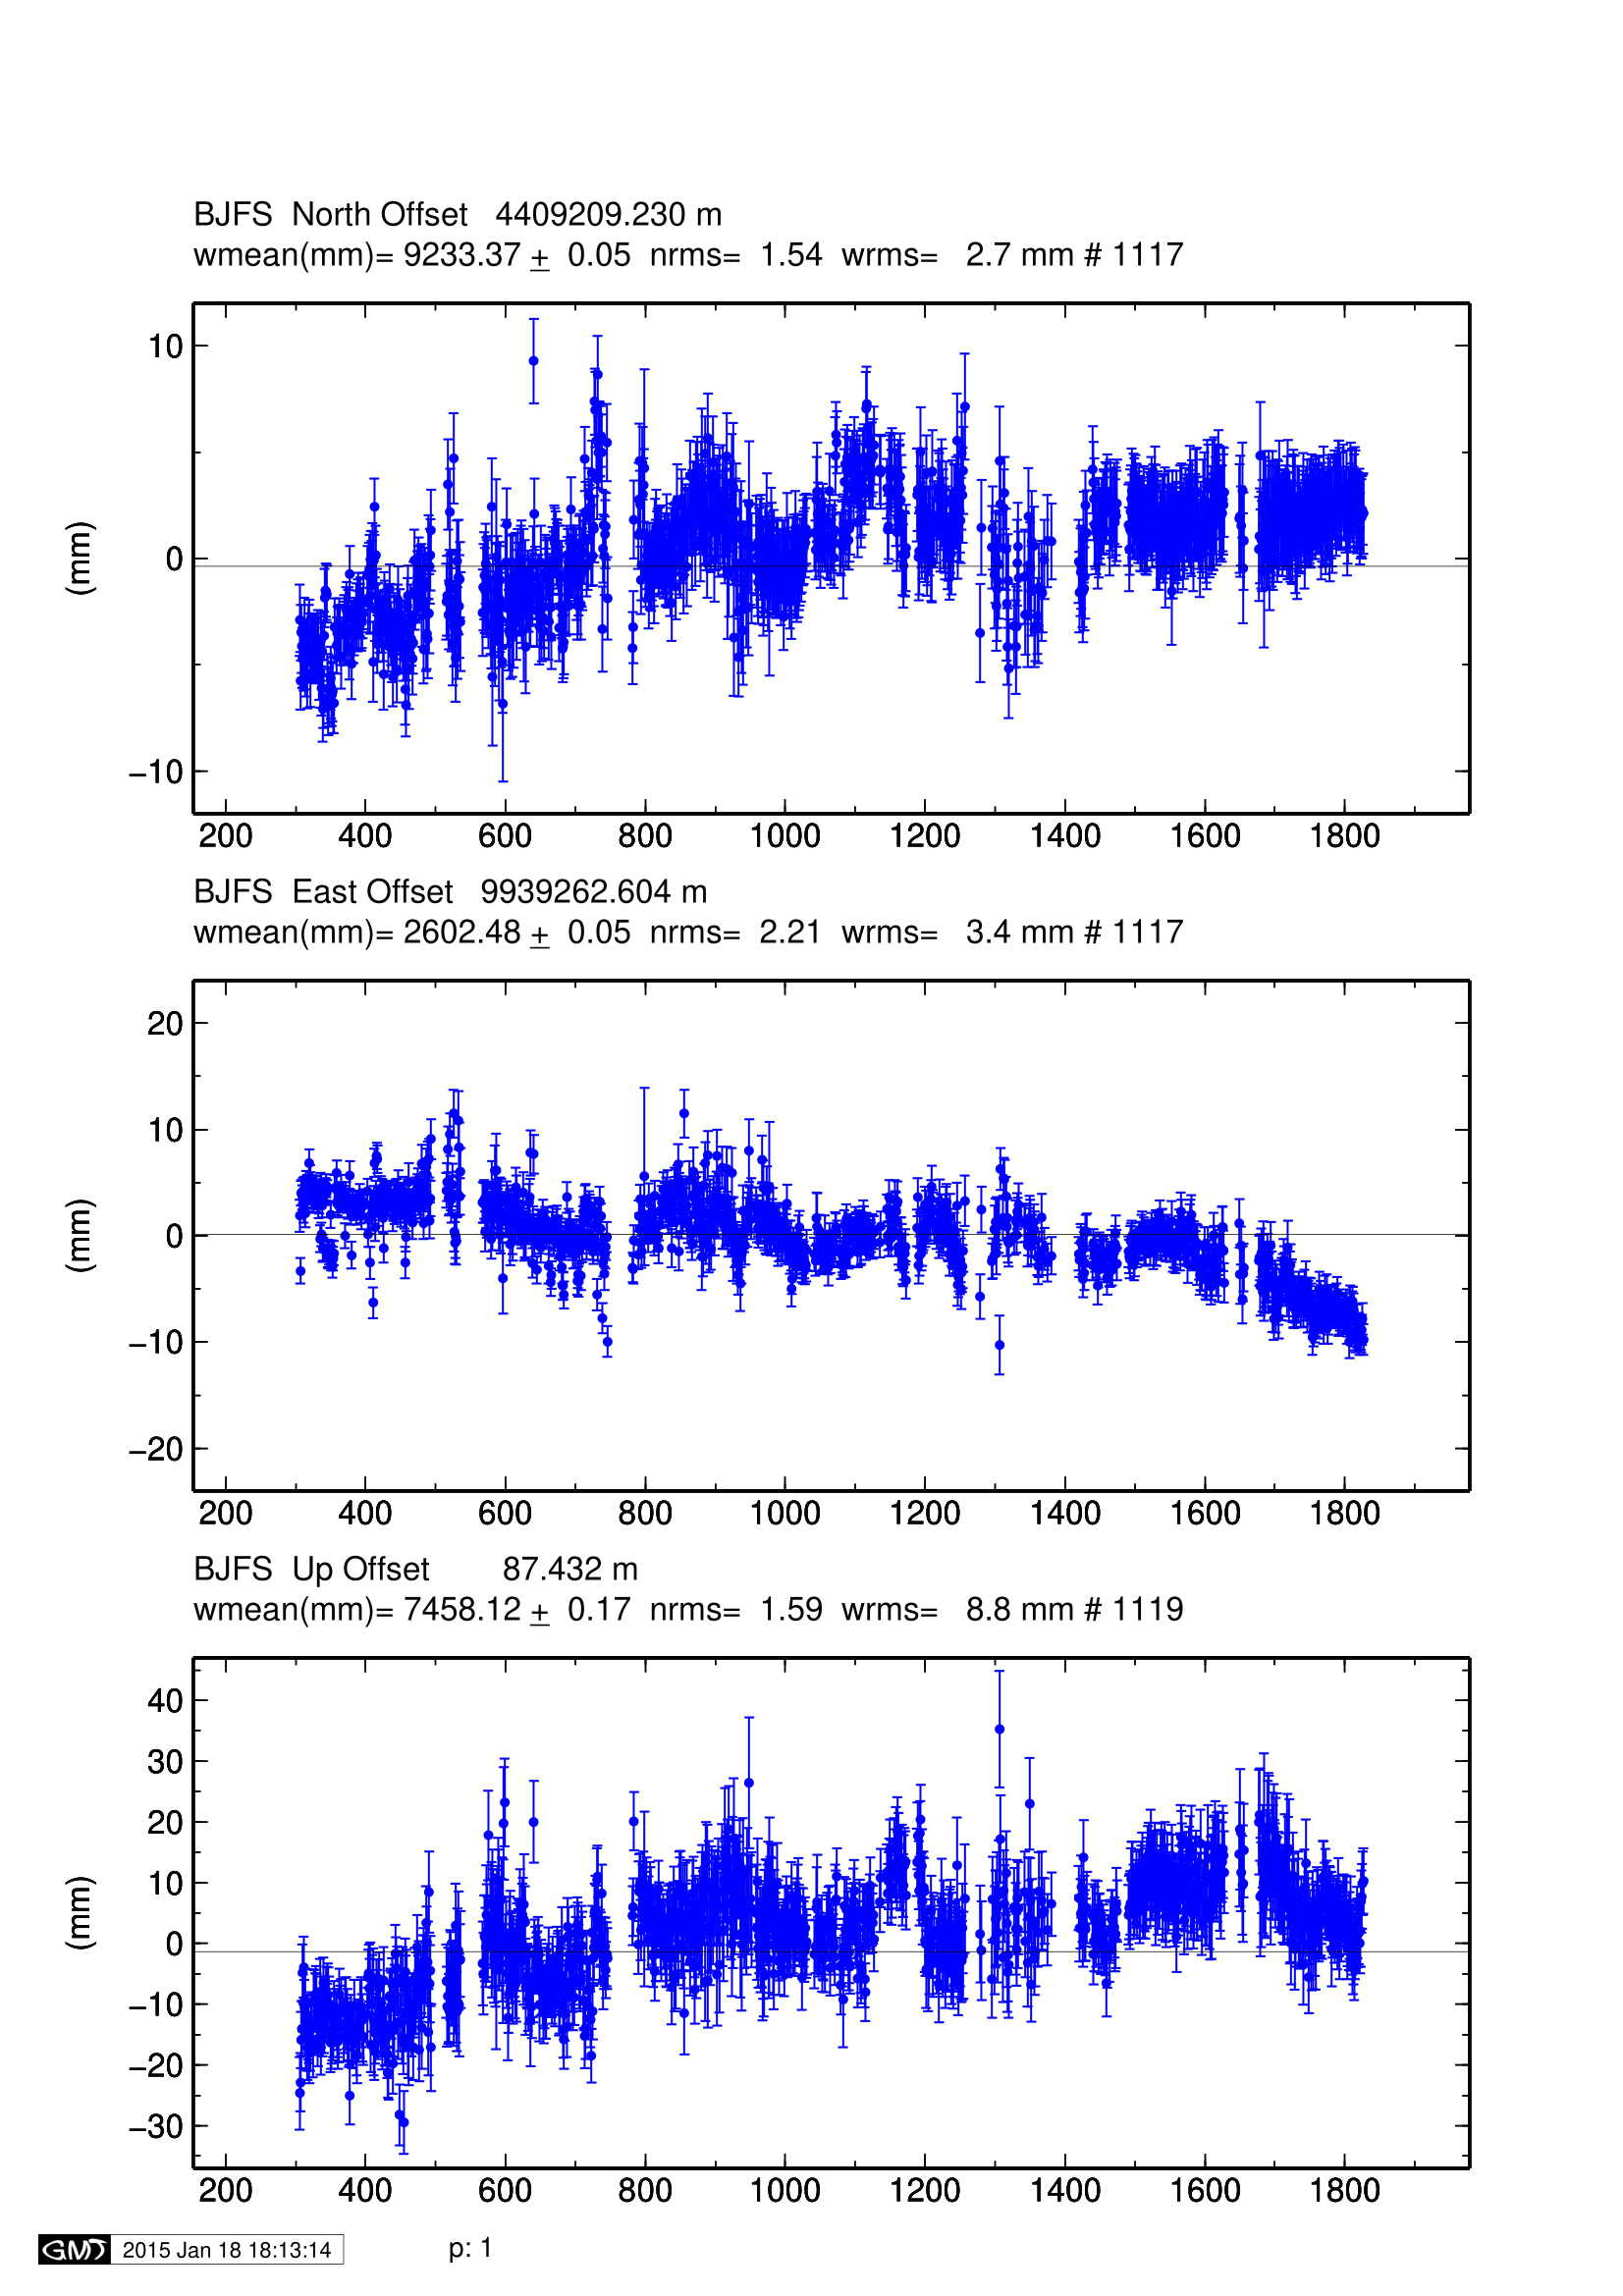 BJFS North Offset 4409209.230 m
wmean(mm)= 9233.37 ± 0.05 nrms= 1.54 wrms= 2.7 mm # 1117
10
0
−10
(mm)
200 400 600 800 1000 1200 1400 1600 1800
BJFS East Offset 9939262.604 m
wmean(mm)= 2602.48 ± 0.05 nrms= 2.21 wrms= 3.4 mm # 1117
20
10
0
−10
−20
(mm)
200 400 600 800 1000 1200 1400 1600 1800
BJFS Up Offset 87.432 m
wmean(mm)= 7458.12 ± 0.17 nrms= 1.59 wrms= 8.8 mm # 1119
40
30
20
10
0
−10
−20
−30
(mm)
200 400 600 800 1000 1200 1400 1600 1800
GMT 2015 Jan 18 18:13:14 p: 1